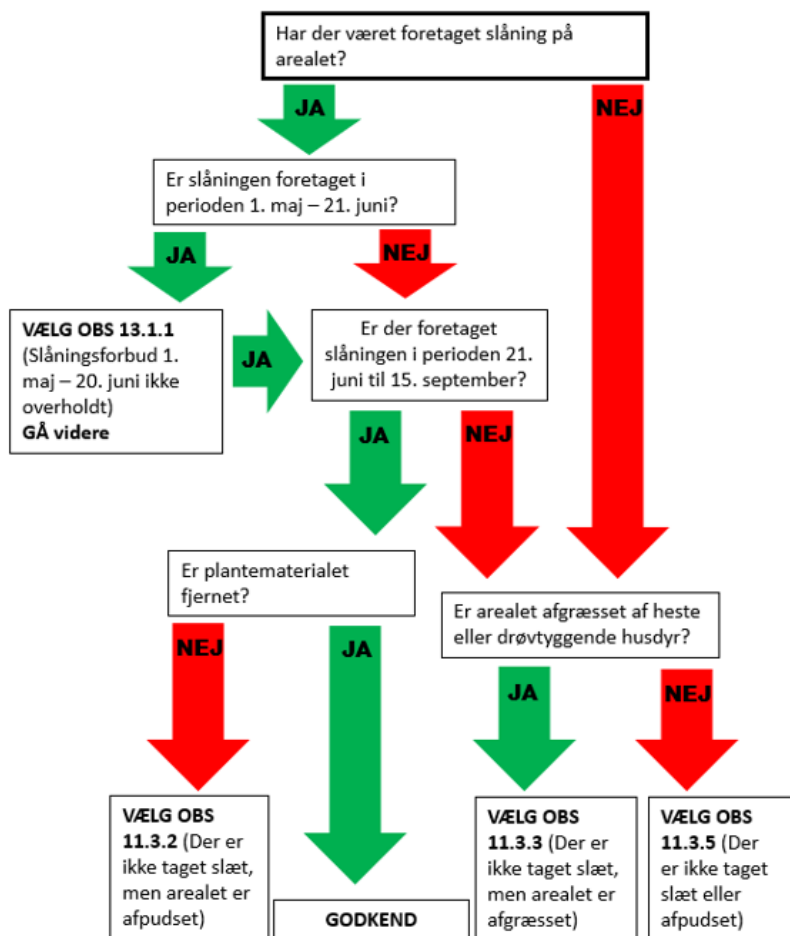 Har der været foretaget slåning på
arealet?
JA
NEJ
Er slåningen foretaget i
perioden 1. maj – 21. juni?
JA
NEJ
VÆLG OBS 13.1.1
(Slåningsforbud 1.
maj – 20. juni ikke
overholdt)
GÅ videre
JA
Er der foretaget
slåningen i perioden 21.
juni til 15. september?
JA
NEJ
Er plantematerialet
fjernet?
Er arealet afgræsset af heste
eller drøvtyggende husdyr?
NEJ
JA
JA
NEJ
VÆLG OBS
11.3.2 (Der er
ikke taget slæt,
men arealet er
afpudset)
GODKEND
VÆLG OBS
11.3.3 (Der er
ikke taget slæt,
men arealet er
afgræsset)
VÆLG OBS
11.3.5 (Der
er ikke taget
slæt eller
afpudset)